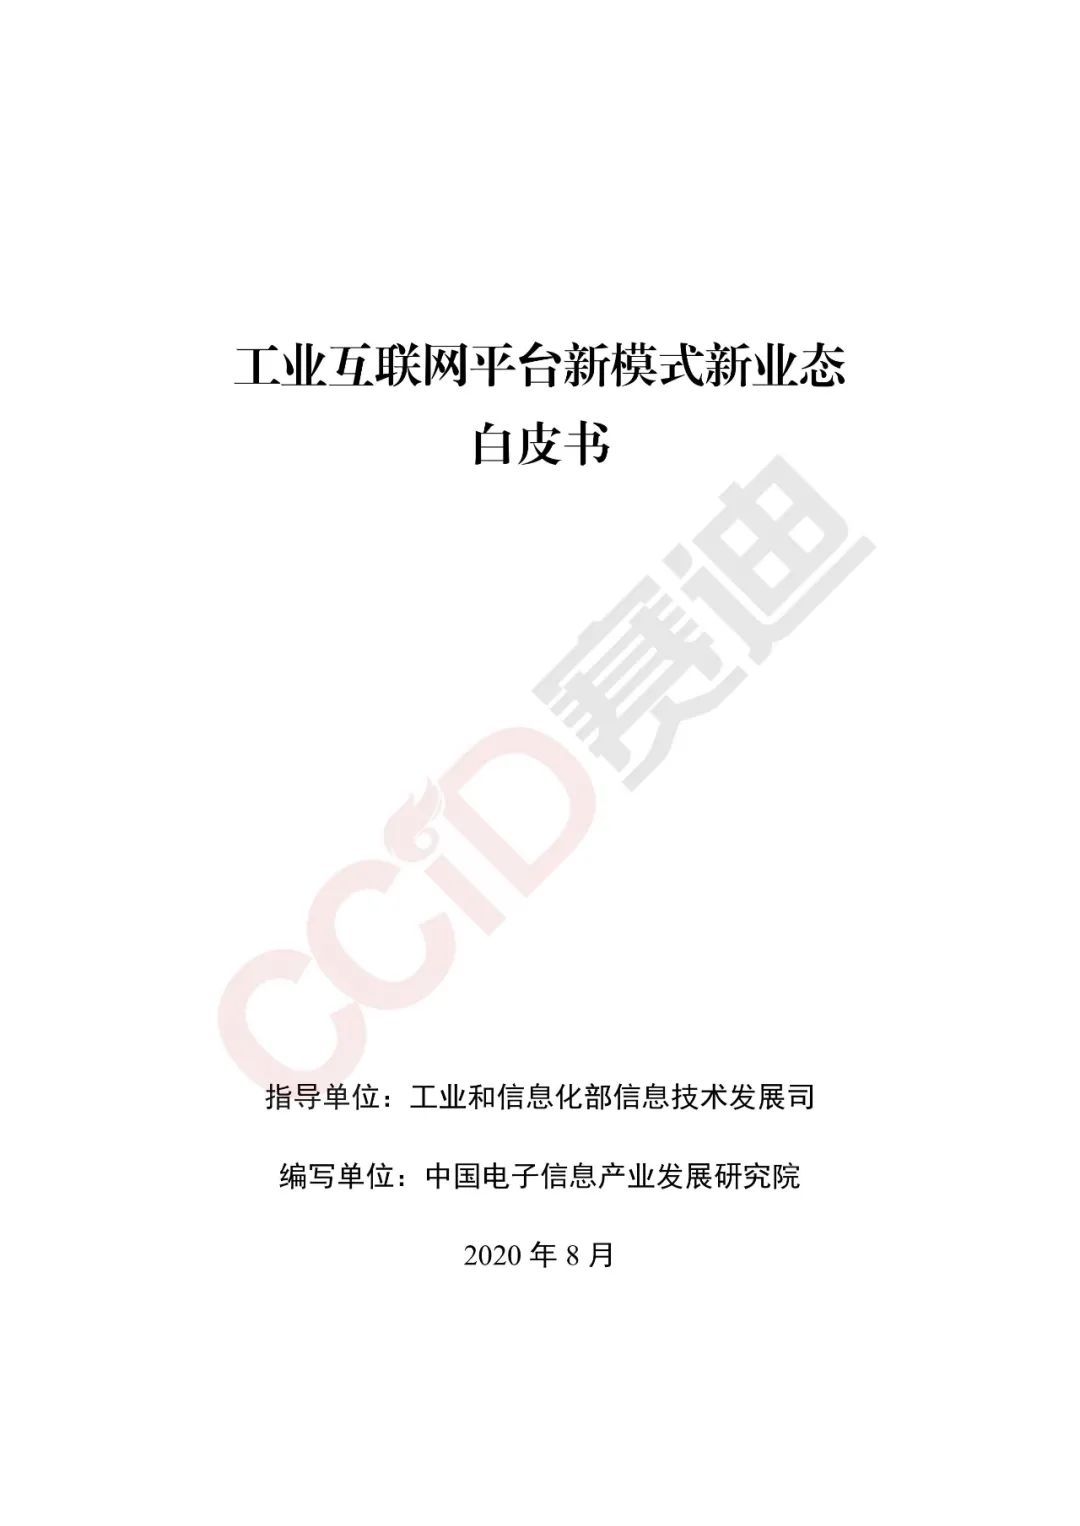 工业互联网平台新模式新业态
白皮书
CCiD赛迪
指导单位：工业和信息化部信息技术发展司
编写单位：中国电子信息产业发展研究院
2020 年 8 月